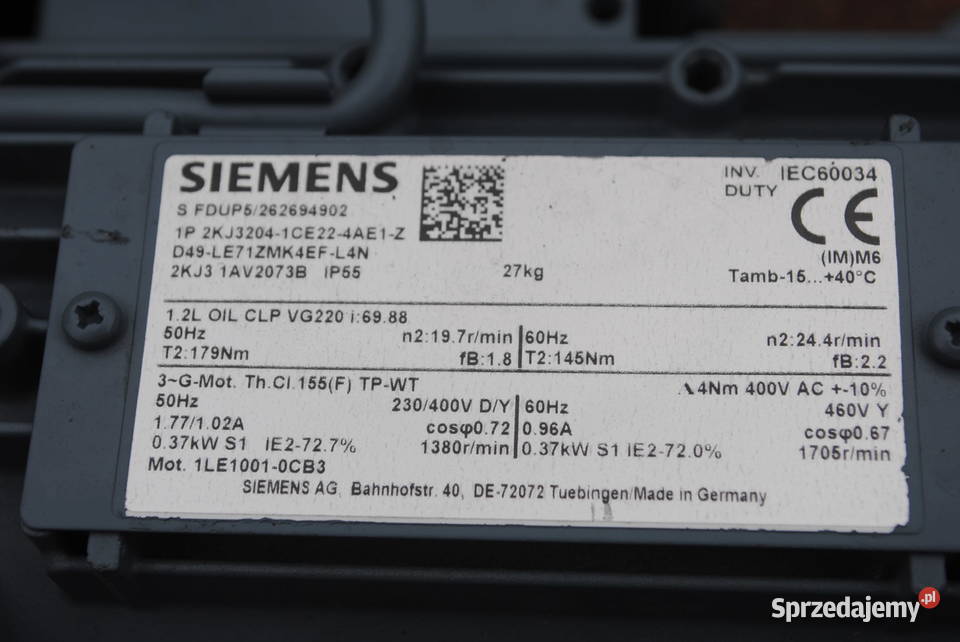 SIEMENS
INV. DUTY IEC60034
CE
S FDUP5/262694902
1P 2KJ3204-1CE22-4AE1-Z
D49-LE71ZMK4EF-L4N
(IM)M6
2KJ3 1AV2073B IP55 27kg Tamb-15...+40°C
1.2L OIL CLP VG220 i:69.88
50Hz n2:19.7r/min 60Hz n2:24.4r/min
T2:179Nm fB:1.8 T2:145Nm fB:2.2
3~G-Mot. Th.Cl.155(F) TP-WT 4Nm 400V AC +-10%
50Hz 230/400V D/Y 60Hz 460V Y
1.77/1.02A cosφ0.72 0.96A cosφ0.67
0.37kW S1 IE2-72.7% 1380r/min 0.37kW S1 IE2-72.0% 1705r/min
Mot. 1LE1001-0CB3
SIEMENS AG, Bahnhofstr. 40, DE-72072 Tuebingen/Made in Germany
Sprzedajemy.pl